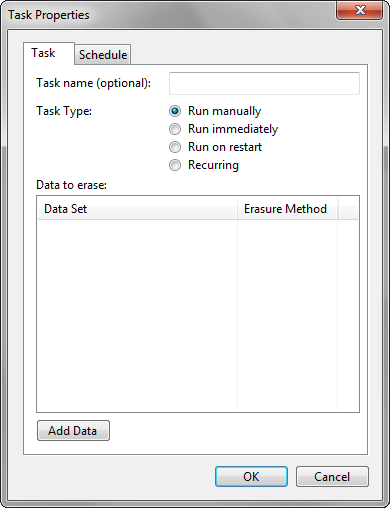 Task Properties
Task
Schedule
Task name (optional):
Task Type:
Run manually
Run immediately
Run on restart
Recurring
Data to erase:
Data Set
Erasure Method
Add Data
OK
Cancel